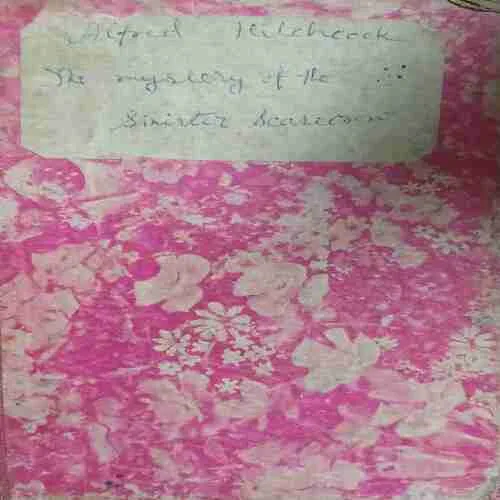 Alfred Hitchcock
The mystery of the
Sinister Scarecrow